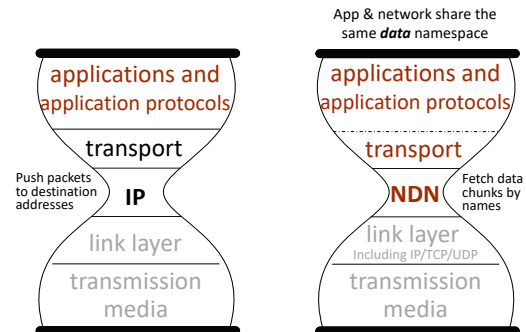 applications and
application protocols
transport
Push packets
to destination
addresses
IP
link layer
transmission
media
App & network share the
same data namespace
applications and
application protocols
transport
NDN
Fetch data
chunks by
names
link layer
Including IP/TCP/UDP
transmission
media